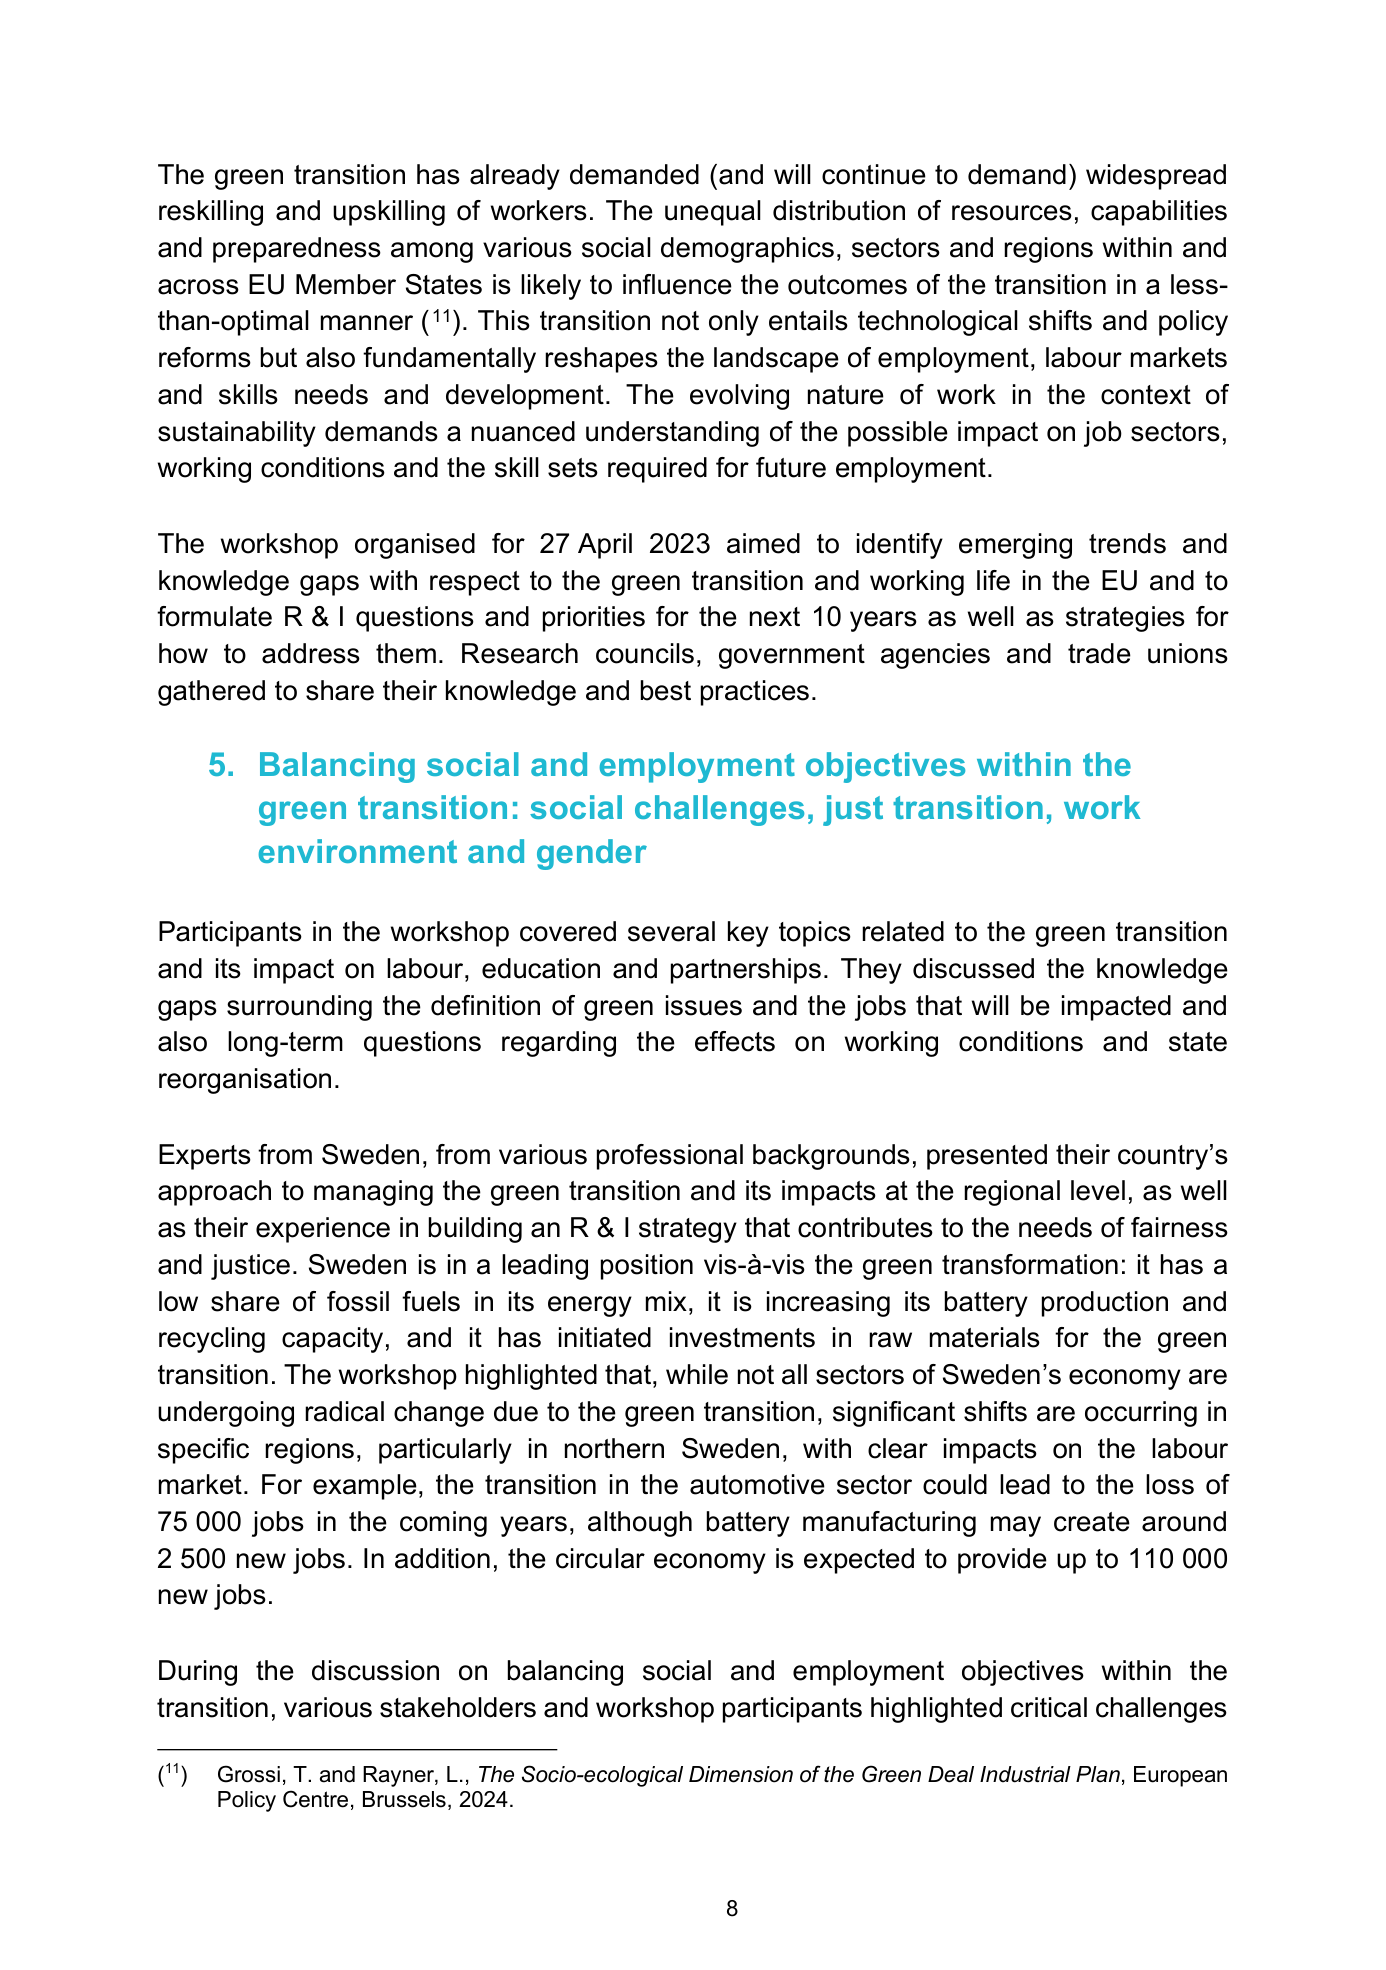 The green transition has already demanded (and will continue to demand) widespread
reskilling and upskilling of workers. The unequal distribution of resources, capabilities
and preparedness among various social demographics, sectors and regions within and
across EU Member States is likely to influence the outcomes of the transition in a less-
than-optimal manner (¹¹). This transition not only entails technological shifts and policy
reforms but also fundamentally reshapes the landscape of employment, labour markets
and skills needs and development. The evolving nature of work in the context of
sustainability demands a nuanced understanding of the possible impact on job sectors,
working conditions and the skill sets required for future employment.
The workshop organised for 27 April 2023 aimed to identify emerging trends and
knowledge gaps with respect to the green transition and working life in the EU and to
formulate R & I questions and priorities for the next 10 years as well as strategies for
how to address them. Research councils, government agencies and trade unions
gathered to share their knowledge and best practices.
5. Balancing social and employment objectives within the
green transition: social challenges, just transition, work
environment and gender
Participants in the workshop covered several key topics related to the green transition
and its impact on labour, education and partnerships. They discussed the knowledge
gaps surrounding the definition of green issues and the jobs that will be impacted and
also long-term questions regarding the effects on working conditions and state
reorganisation.
Experts from Sweden, from various professional backgrounds, presented their country’s
approach to managing the green transition and its impacts at the regional level, as well
as their experience in building an R & I strategy that contributes to the needs of fairness
and justice. Sweden is in a leading position vis-à-vis the green transformation: it has a
low share of fossil fuels in its energy mix, it is increasing its battery production and
recycling capacity, and it has initiated investments in raw materials for the green
transition. The workshop highlighted that, while not all sectors of Sweden’s economy are
undergoing radical change due to the green transition, significant shifts are occurring in
specific regions, particularly in northern Sweden, with clear impacts on the labour
market. For example, the transition in the automotive sector could lead to the loss of
75 000 jobs in the coming years, although battery manufacturing may create around
2 500 new jobs. In addition, the circular economy is expected to provide up to 110 000
new jobs.
During the discussion on balancing social and employment objectives within the
transition, various stakeholders and workshop participants highlighted critical challenges
(¹¹) Grossi, T. and Rayner, L., The Socio-ecological Dimension of the Green Deal Industrial Plan, European
Policy Centre, Brussels, 2024.
8